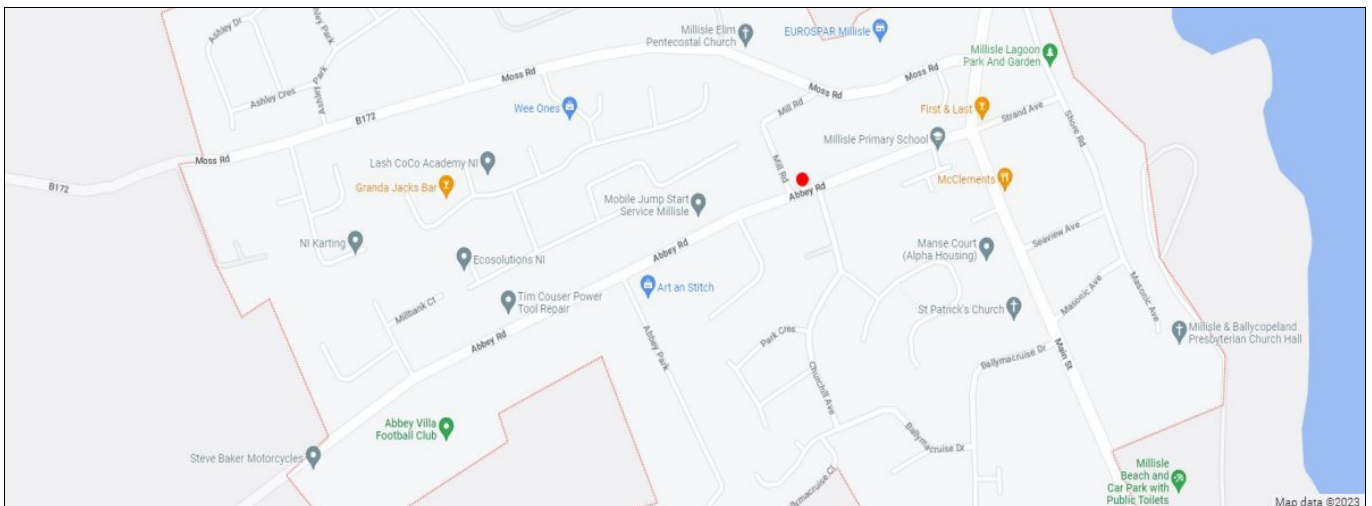 Ashley Dr
Ashley Park
Ashley Park
Ashley Cres
Millisle Elim
Pentecostal Church
EUROSPAR Millisle
Millisle Lagoon
Park And Garden
Moss Rd
Moss Rd
Moss Rd
Wee Ones
Mill Rd
First & Last
Strand Ave
Shore Rd
B172
Millisle Primary School
Moss Rd
Lash CoCo Academy NI
Mill Rd
B172
Granda Jacks Bar
McClements
Abbey Rd
Mobile Jump Start
Service Millisle
NI Karting
Abbey Rd
Seaview Ave
Manse Court
(Alpha Housing)
Ecosolutions NI
Art an Stitch
Masonic Ave
Masonic Ave
Tim Couser Power
Tool Repair
Millbank Ct
St Patrick's Church
Millisle & Ballycopeland
Presbyterian Church Hall
Abbey Rd
Park Cres
Abbey Park
Ballymacruise Dr
Main St
Churchill Ave
Abbey Villa
Football Club
Ballymacruise Dr
Steve Baker Motorcycles
Ballymacruise Ct
Millisle
Beach and
Car Park with
Public Toilets
Map data ©2023